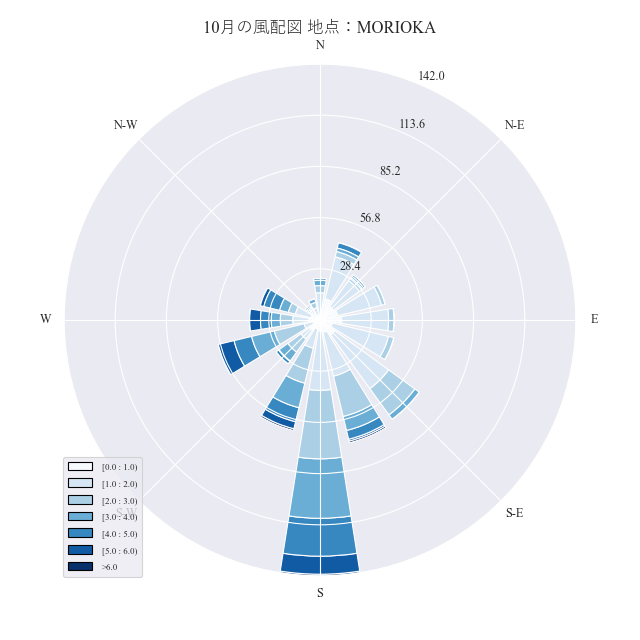 10月の風配図 地点：MORIOKA
N
142.0
N-W
N-E
113.6
85.2
56.8
28.4
W
E
[0.0 : 1.0)
[1.0 : 2.0)
[2.0 : 3.0)
[3.0 : 4.0)
[4.0 : 5.0)
[5.0 : 6.0)
>6.0
S-W
S-E
S